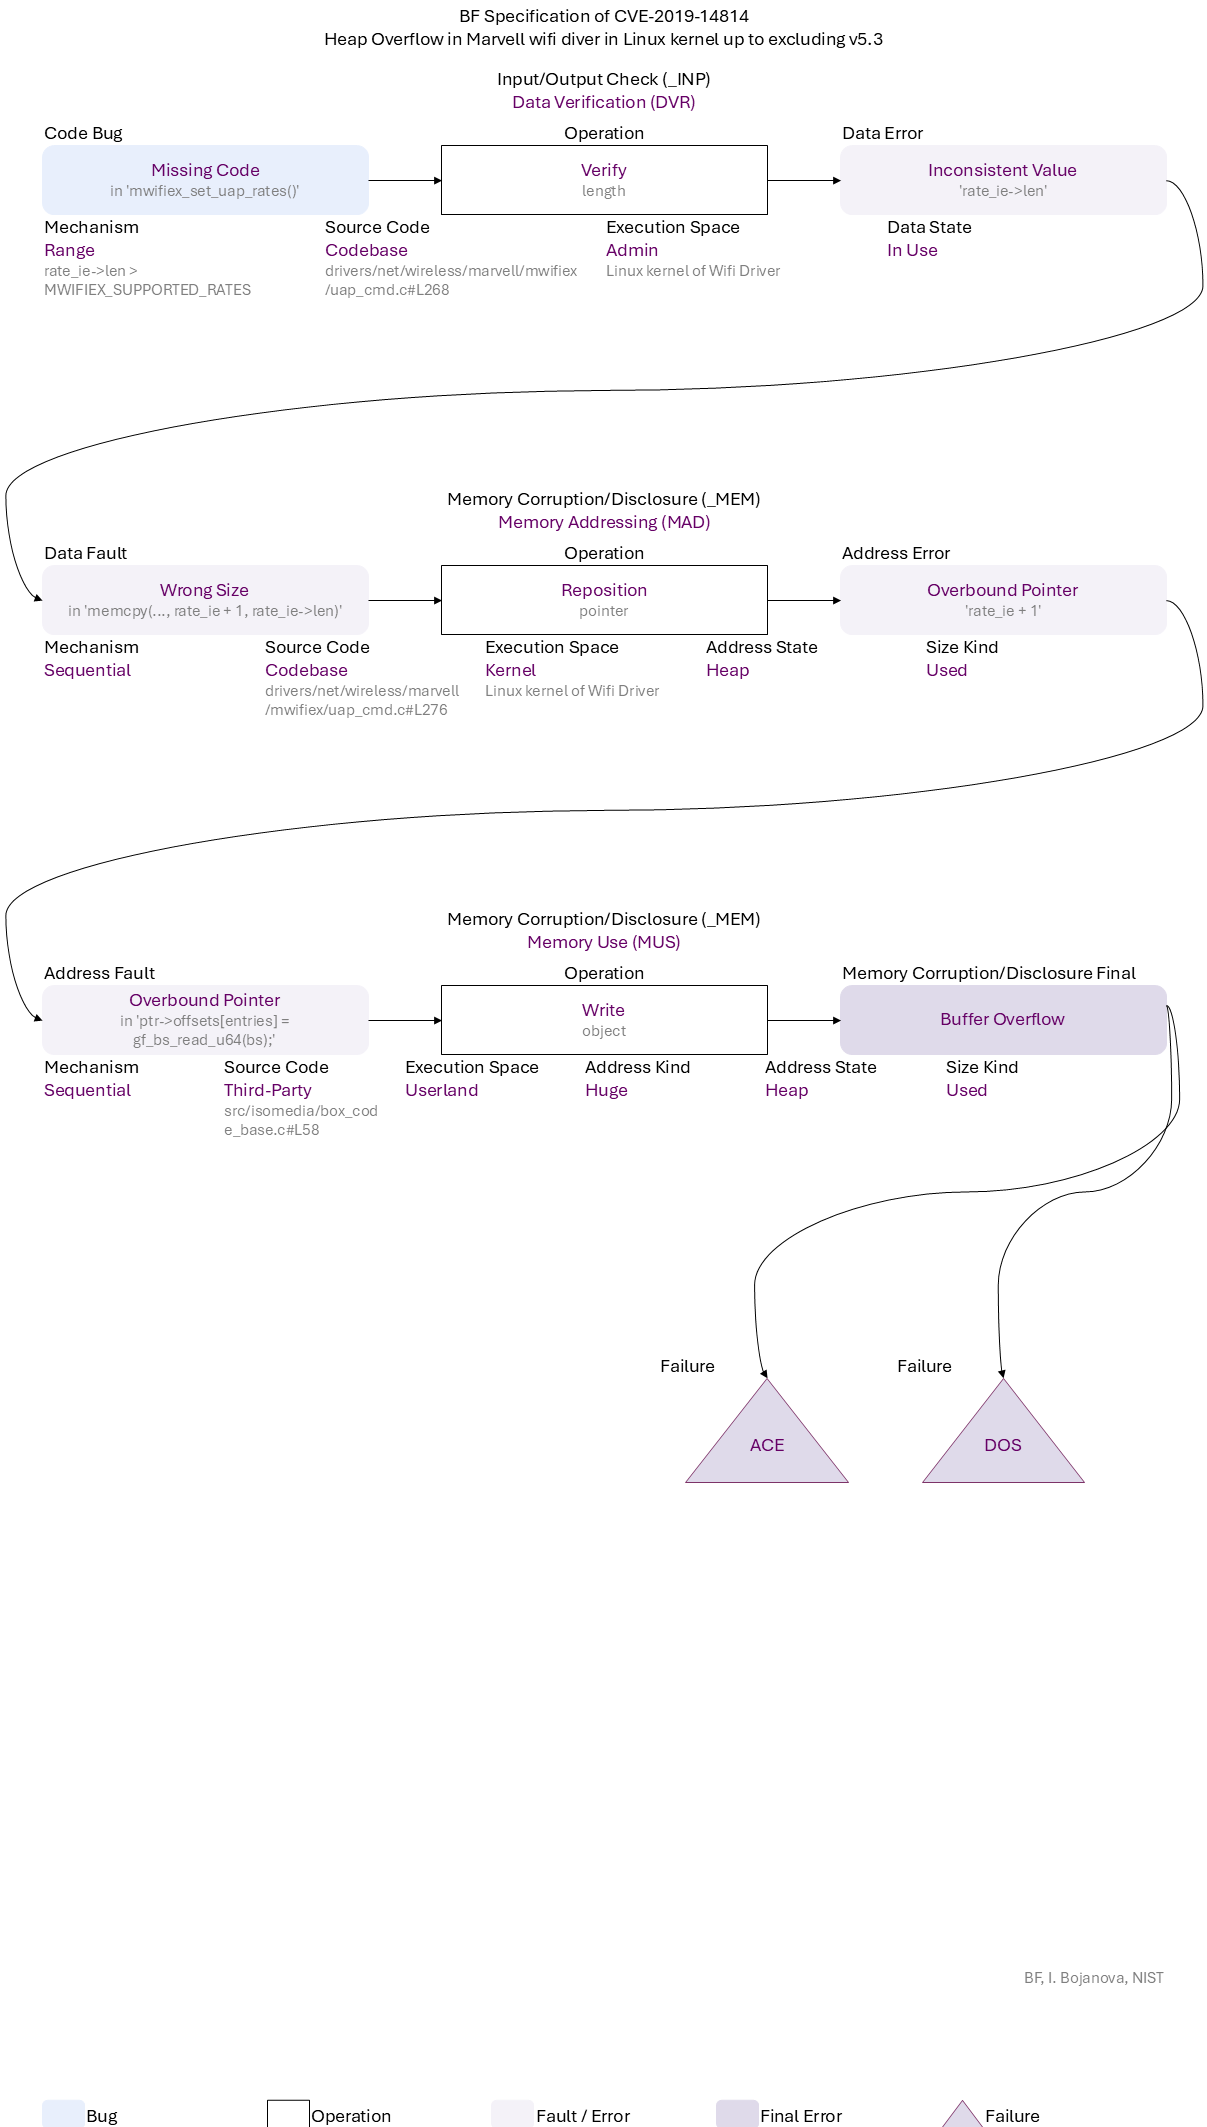 BF Specification of CVE-2019-14814
Heap Overflow in Marvell wifi diver in Linux kernel up to excluding v5.3
Input/Output Check (_INP)
Data Verification (DVR)
Code Bug
Operation
Data Error
Missing Code
in 'mwifiex_set_uap_rates()'
Verify
length
Inconsistent Value
'rate_ie->len'
Mechanism
Range
rate_ie->len >
MWIFIEX_SUPPORTED_RATES
Source Code
Codebase
drivers/net/wireless/marvell/mwifiex
/uap_cmd.c#L268
Execution Space
Admin
Linux kernel of Wifi Driver
Data State
In Use
Memory Corruption/Disclosure (_MEM)
Memory Addressing (MAD)
Data Fault
Operation
Address Error
Wrong Size
in 'memcpy(..., rate_ie + 1, rate_ie->len)'
Reposition
pointer
Overbound Pointer
'rate_ie + 1'
Mechanism
Sequential
Source Code
Codebase
drivers/net/wireless/marvell
/mwifiex/uap_cmd.c#L276
Execution Space
Kernel
Linux kernel of Wifi Driver
Address State
Heap
Size Kind
Used
Memory Corruption/Disclosure (_MEM)
Memory Use (MUS)
Address Fault
Operation
Memory Corruption/Disclosure Final
Overbound Pointer
in 'ptr->offsets[entries] =
gf_bs_read_u64(bs);'
Write
object
Buffer Overflow
Mechanism
Sequential
Source Code
Third-Party
src/isomedia/box_cod
e_base.c#L58
Execution Space
Userland
Address Kind
Huge
Address State
Heap
Size Kind
Used
Failure
Failure
ACE
DOS
BF, I. Bojanova, NIST
Bug
Operation
Fault / Error
Final Error
Failure